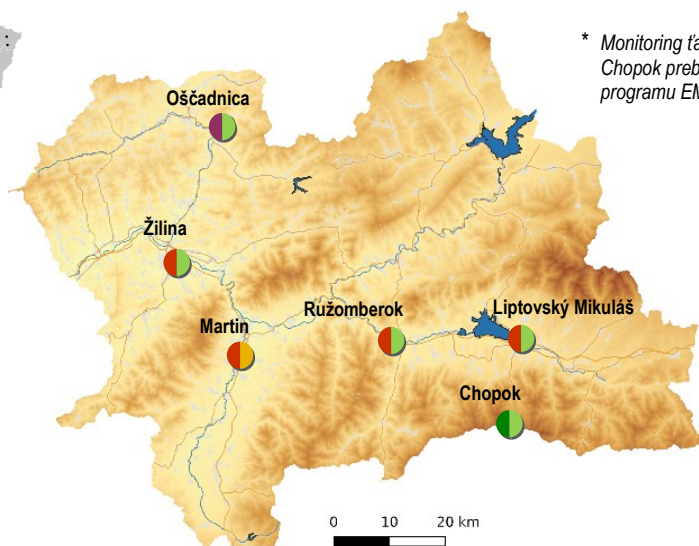 * Monitoring ťa
Chopok preb
programu EM
Oščadnica
Žilina
Martin
Ružomberok
Liptovský Mikuláš
Chopok
0 10 20 km